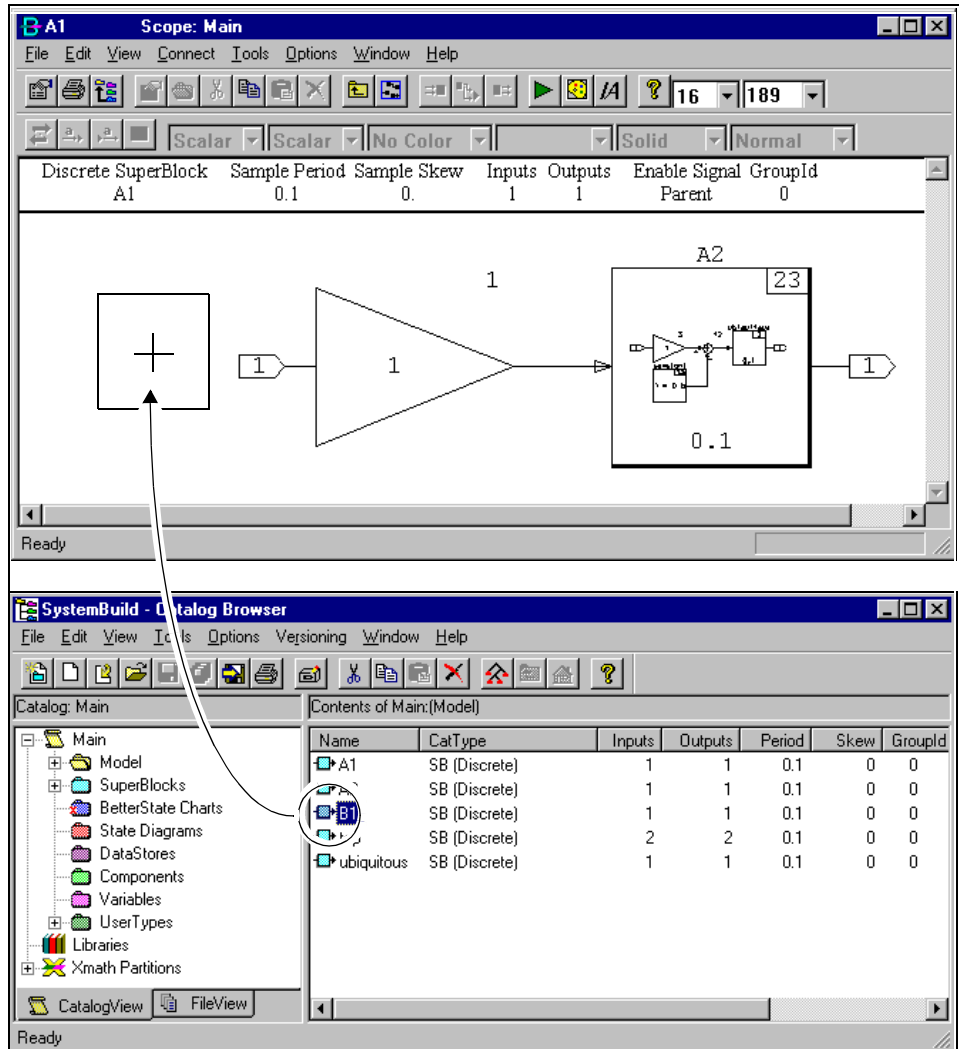 A1 Scope: Main
File Edit View Connect Tools Options Window Help
16 189
Scalar Scalar No Color Solid Normal
Discrete SuperBlock Sample Period Sample Skew Inputs Outputs Enable Signal GroupId
A1 0.1 0. 1 1 Parent 0
A2
1 23
1 1 1
0.1
Ready
SystemBuild - Catalog Browser
File Edit View Tools Options Versioning Window Help
Catalog: Main Contents of Main:(Model)
Main Name CatType Inputs Outputs Period Skew GroupId
Model A1 SB (Discrete) 1 1 0.1 0 0
SuperBlocks SB (Discrete) 1 1 0.1 0 0
BetterState Charts B1 SB (Discrete) 1 1 0.1 0 0
State Diagrams SB (Discrete) 2 2 0.1 0 0
DataStores ubiquitous SB (Discrete) 1 1 0.1 0 0
Components
Variables
UserTypes
Libraries
Xmath Partitions
CatalogView FileView
Ready